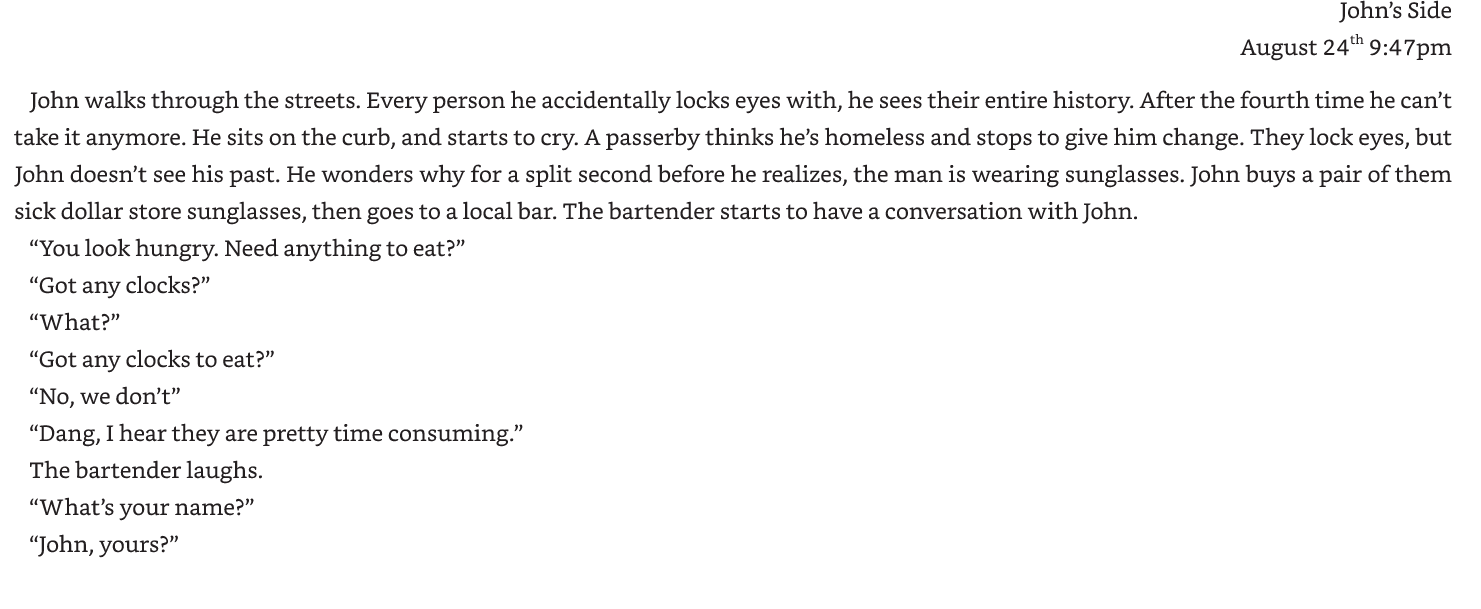 John’s Side
August 24th 9:47pm
John walks through the streets. Every person he accidentally locks eyes with, he sees their entire history. After the fourth time he can’t
take it anymore. He sits on the curb, and starts to cry. A passerby thinks he’s homeless and stops to give him change. They lock eyes, but
John doesn’t see his past. He wonders why for a split second before he realizes, the man is wearing sunglasses. John buys a pair of them
sick dollar store sunglasses, then goes to a local bar. The bartender starts to have a conversation with John.
“You look hungry. Need anything to eat?”
“Got any clocks?”
“What?”
“Got any clocks to eat?”
“No, we don’t”
“Dang, I hear they are pretty time consuming.”
The bartender laughs.
“What’s your name?”
“John, yours?”